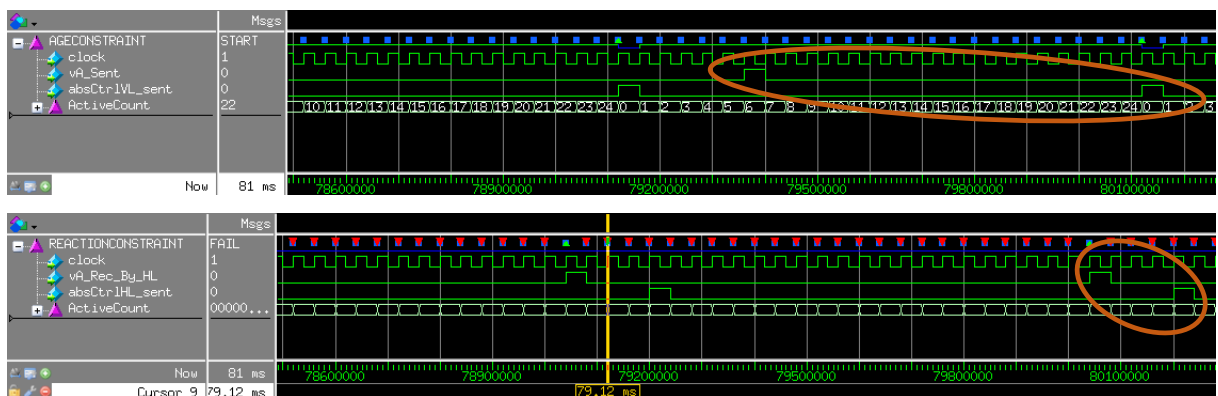 Msgs
AGECONSTRAINT START
clock 1
vA_Sent 0
absCtrlVL_sent 0
ActiveCount 22
10 11 12 13 14 15 16 17 18 19 20 21 22 23 24 0 1 2 3 4 5 6 7 8 9 10 11 12 13 14 15 16 17 18 19 20 21 22 23 24 0 1 2 3
Now 81 ms
78600000 78900000 79200000 79500000 79800000 80100000
Msgs
REACTIONCONSTRAINT FAIL
clock 1
vA_Rec_By_HL 0
absCtrlHL_sent 0
ActiveCount 00000...
Now 81 ms
78600000 78900000 79200000 79500000 79800000 80100000
Cursor 9 79.12 ms 79.12 ms